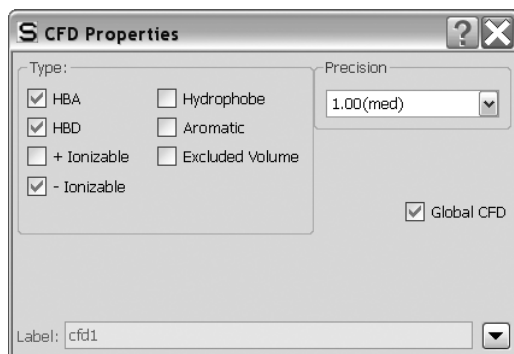 S CFD Properties ?
Type:
Precision
HBA
Hydrophobe
1.00(med)
HBD
Aromatic
+ Ionizable
Excluded Volume
- Ionizable
Global CFD
Label: cfd1